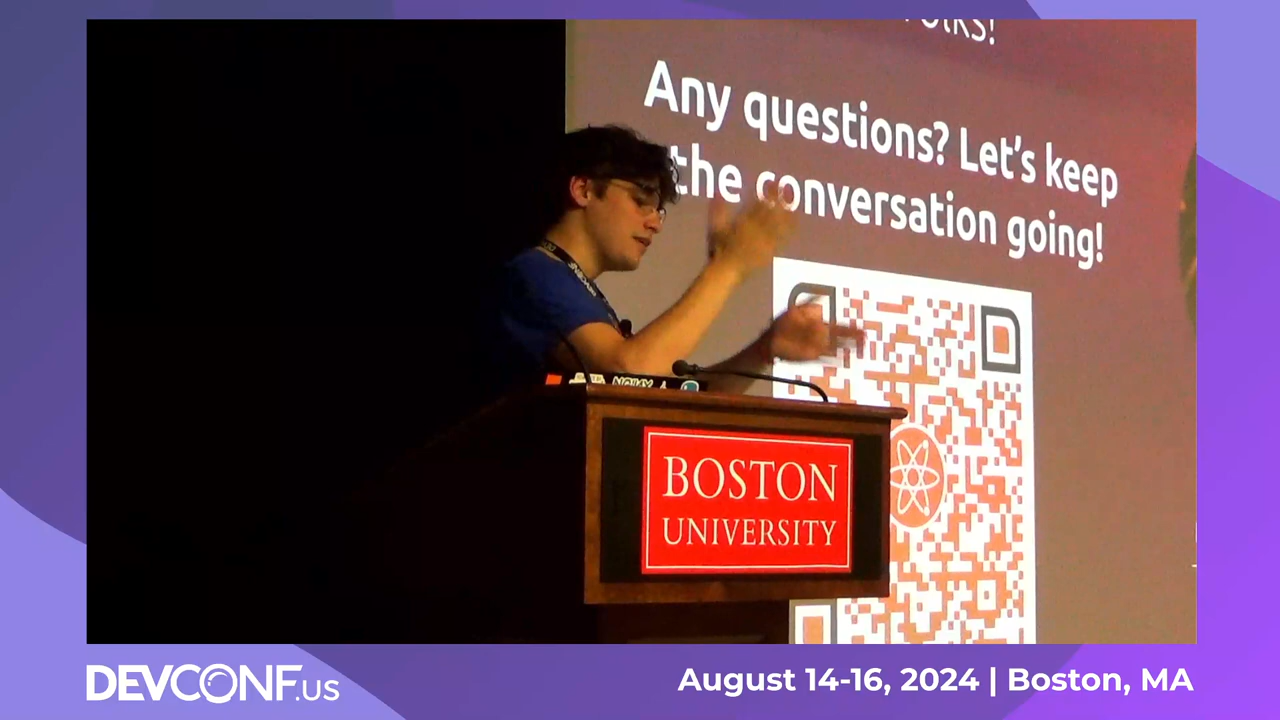 Any questions? Let's keep
the conversation going!
BOSTON
UNIVERSITY
DEVCONF.us
August 14-16, 2024 | Boston, MA